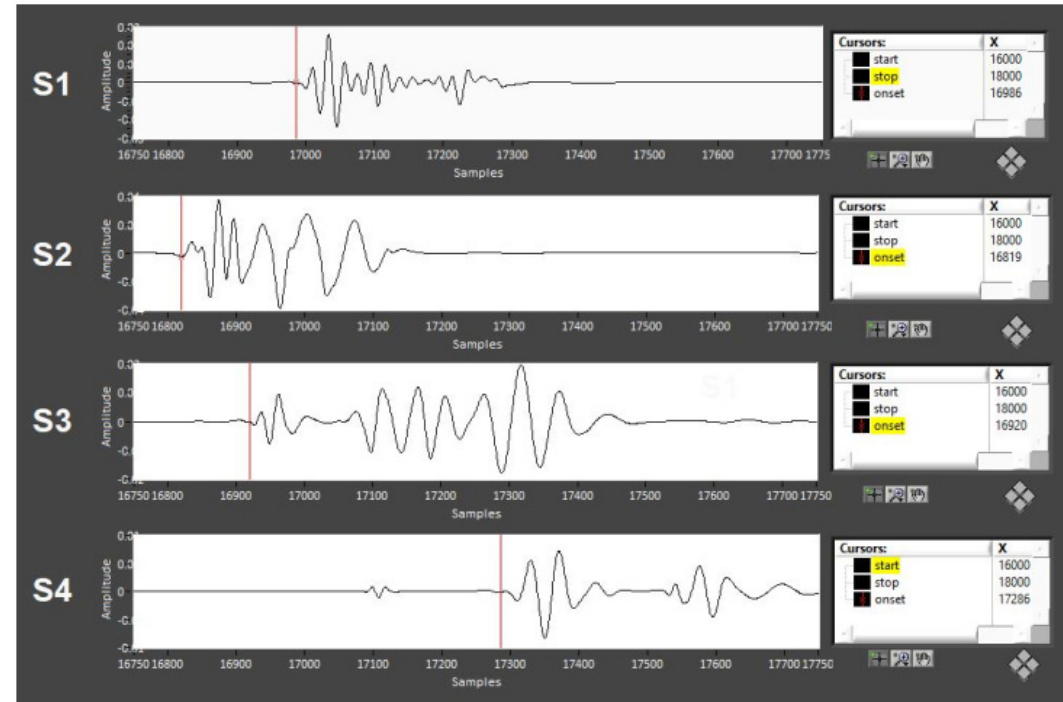 S1
Amplitude
0
16750 16800 16900 17000 17100 17200 17300 17400 17500 17600 17700
Samples
Cursors: X
start 16000
stop 18000
onset 16986
S2
Amplitude
0
16750 16800 16900 17000 17100 17200 17300 17400 17500 17600 17700 17750
Samples
Cursors: X
start 16000
stop 18000
onset 16819
S3
Amplitude
0
16750 16800 16900 17000 17100 17200 17300 17400 17500 17600 17700 17750
Samples
S1
Cursors: X
start 16000
stop 18000
onset 16920
S4
Amplitude
0
16750 16800 16900 17000 17100 17200 17300 17400 17500 17600 17700 17750
Samples
Cursors: X
start 16000
stop 18000
onset 17286